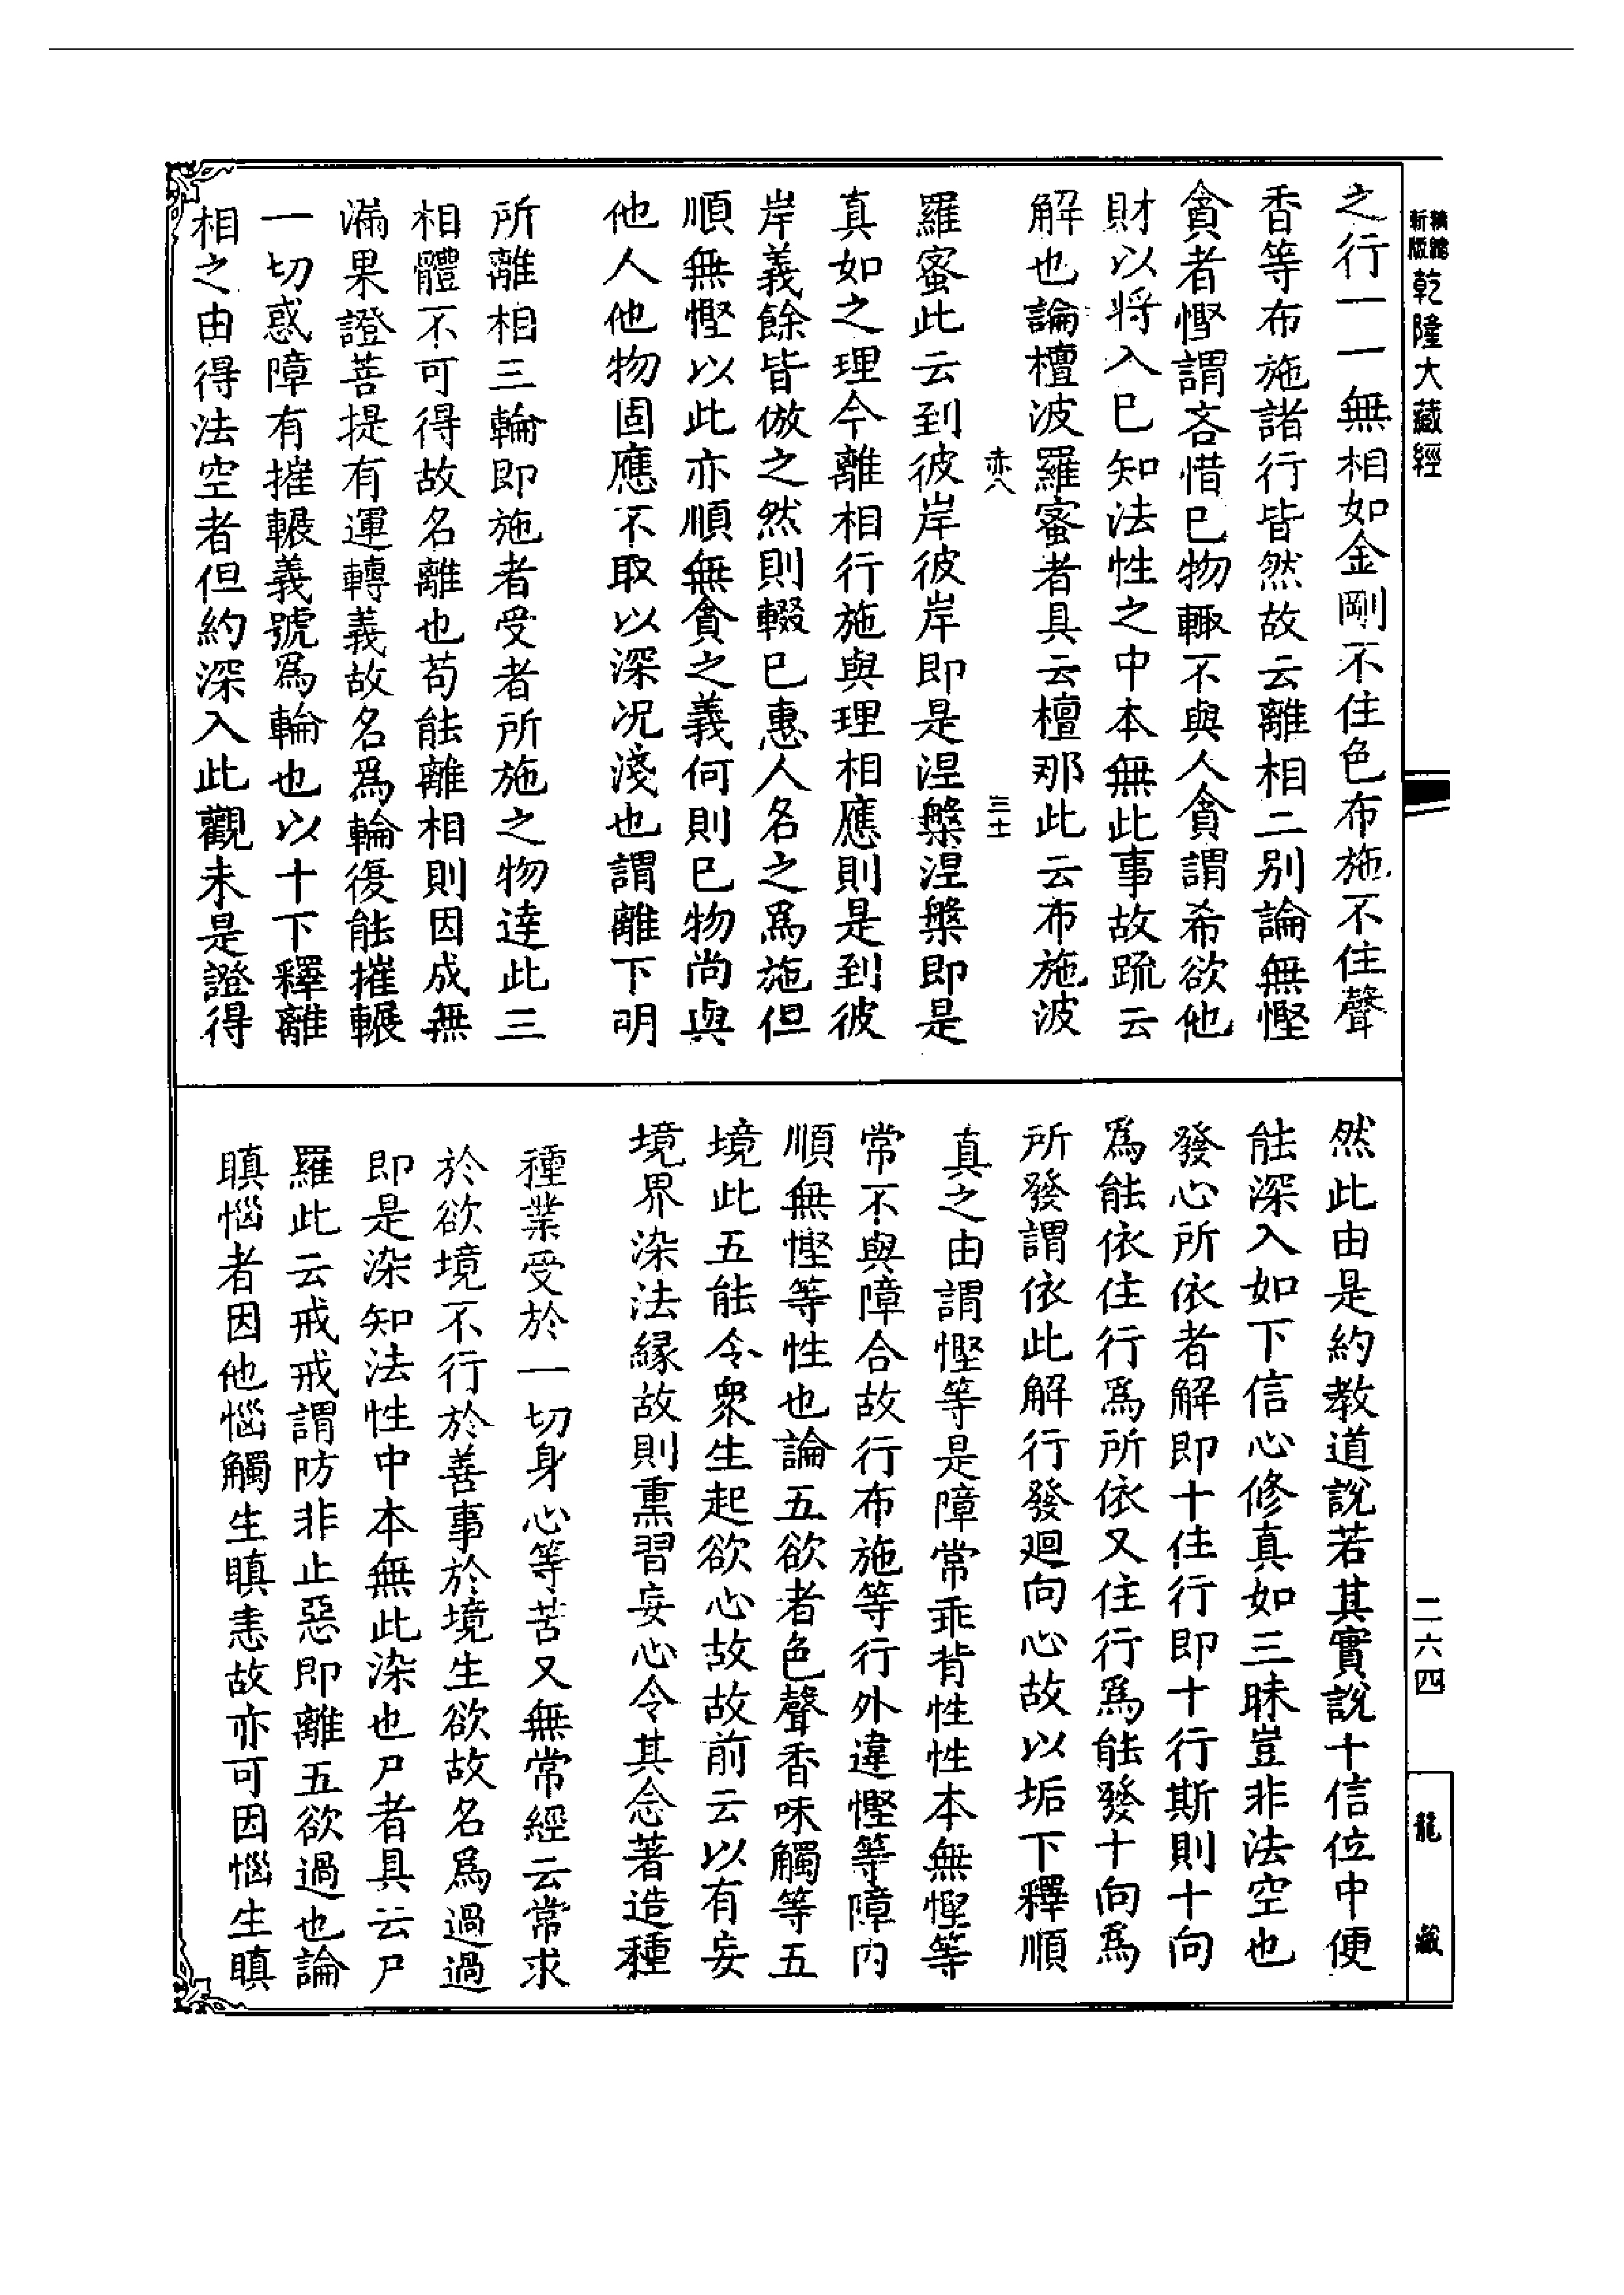 新版
精縮
乾隆大藏經
之行一一無相如金剛不住色布施不住聲
香等布施諸行皆然故云離相二別論無慳
貪者慳謂吝惜已物輙不與人貪謂希欲他
財以將入已知法性之中本無此事故䟽云
解也論檀波羅蜜者具云檀那此云布施波
赤八
三十
羅蜜此云到彼岸彼岸即是涅槃涅槃即是
真如之理今離相行施與理相應則是到彼
岸義餘皆倣之然則輟已惠人名之爲施但
順無慳以此亦順無貪之義何則已物尚與
他人他物固應不取以深况淺也謂離下明
所離相三輪即施者受者所施之物達此三
相體不可得故名離也苟能離相則因成無
漏果證菩提有運轉義故名爲輪復能摧輾
一切惑障有摧輾義號爲輪也以十下釋離
相之由得法空者但約深入此觀未是證得
然此由是約教道說若其實說十信位中便
能深入如下信心修真如三昧豈非法空也
發心所依者解即十住行即十行斯則十向
爲能依住行爲所依又住行爲能發十向爲
所發謂依此解行發廻向心故以垢下釋順
真之由謂慳等是障常乖背性性本無慳等
常不與障合故行布施等行外違慳等障内
順無慳等性也論五欲者色聲香味觸等五
境此五能令衆生起欲心故故前云以有妄
境界染法緣故則熏習妄心令其念著造種
種業受於一切身心等苦又無常經云常求
於欲境不行於善事於境生欲故名爲過過
即是染知法性中本無此染也尸者具云尸
羅此云戒戒謂防非止惡即離五欲過也論
瞋惱者因他惱觸生瞋恚故亦可因惱生瞋
二六四
龍藏